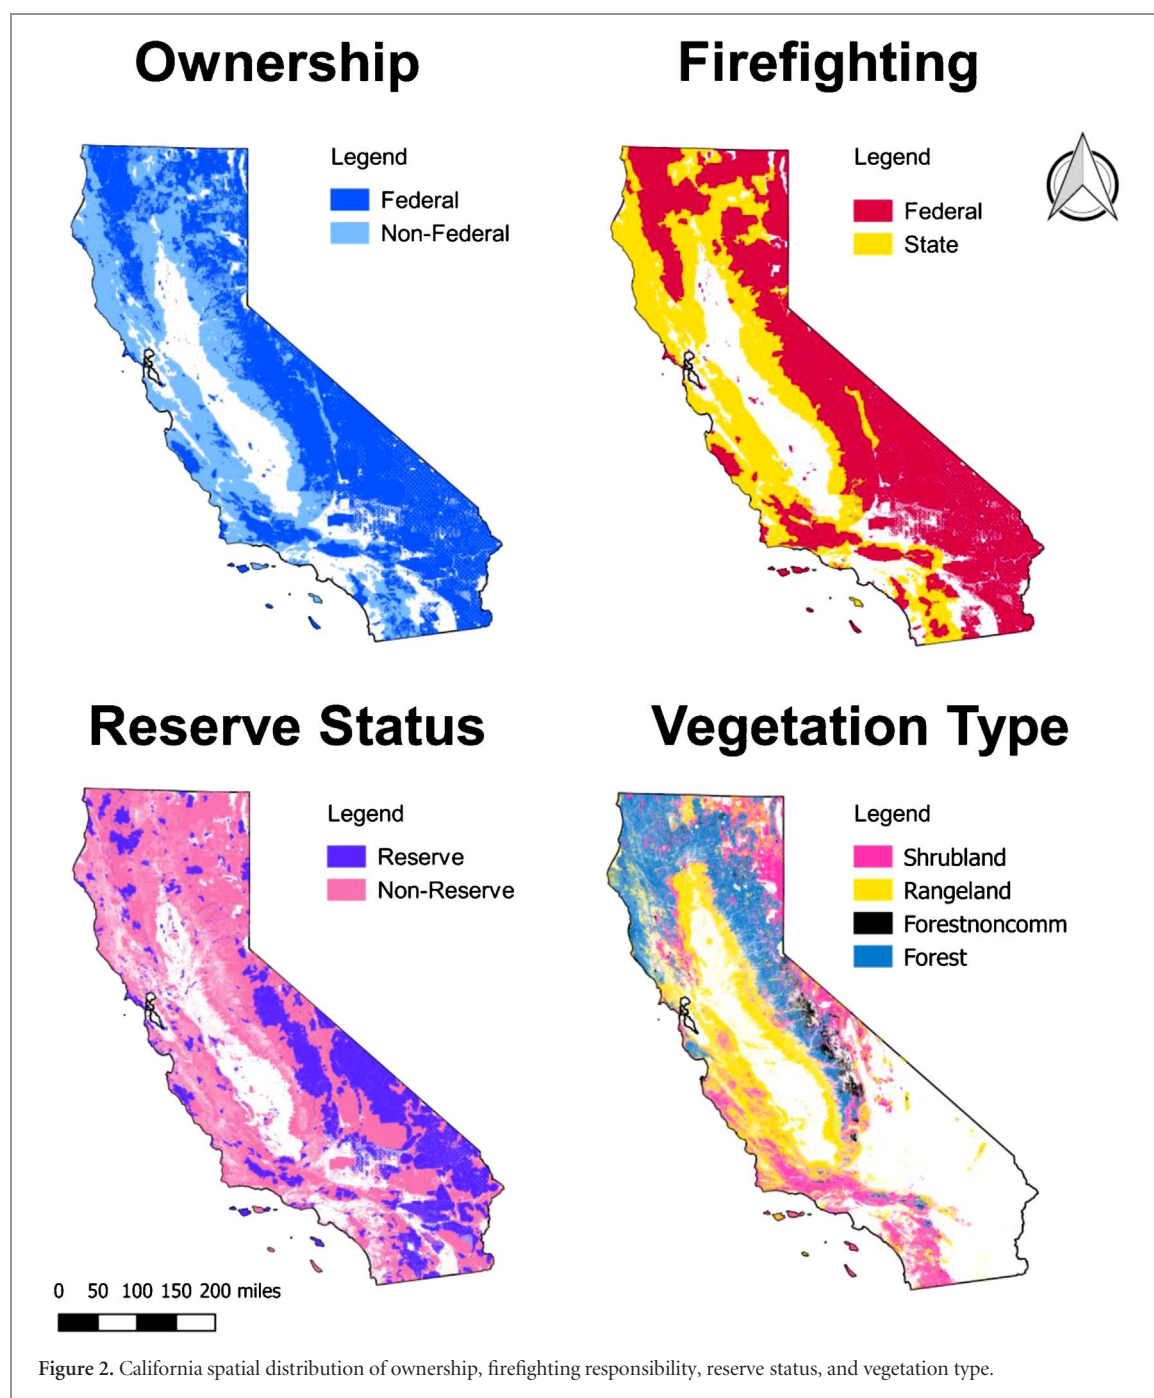 Ownership
Firefighting
Legend
Federal
Non-Federal
Legend
Federal
State
Reserve Status
Vegetation Type
Legend
Reserve
Non-Reserve
Legend
Shrubland
Rangeland
Forestnoncomm
Forest
0 50 100 150 200 miles
Figure 2. California spatial distribution of ownership, firefighting responsibility, reserve status, and vegetation type.